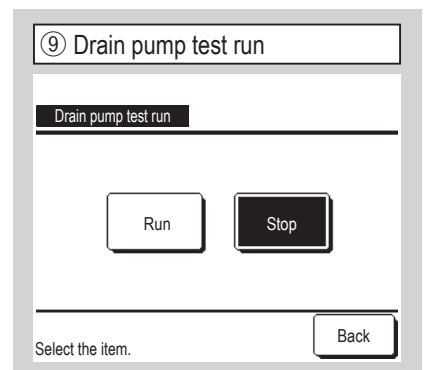 ⑨ Drain pump test run
Drain pump test run
Run
Stop
Select the item.
Back